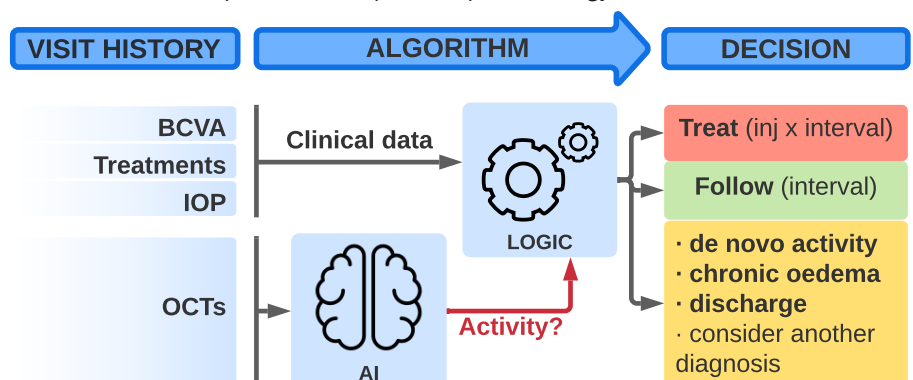 VISIT HISTORY
ALGORITHM
DECISION
BCVA
Treatments
IOP
Clinical data
LOGIC
Treat (inj x interval)
Follow (interval)
· de novo activity
· chronic oedema
· discharge
· consider another
diagnosis
OCTs
AI
Activity?